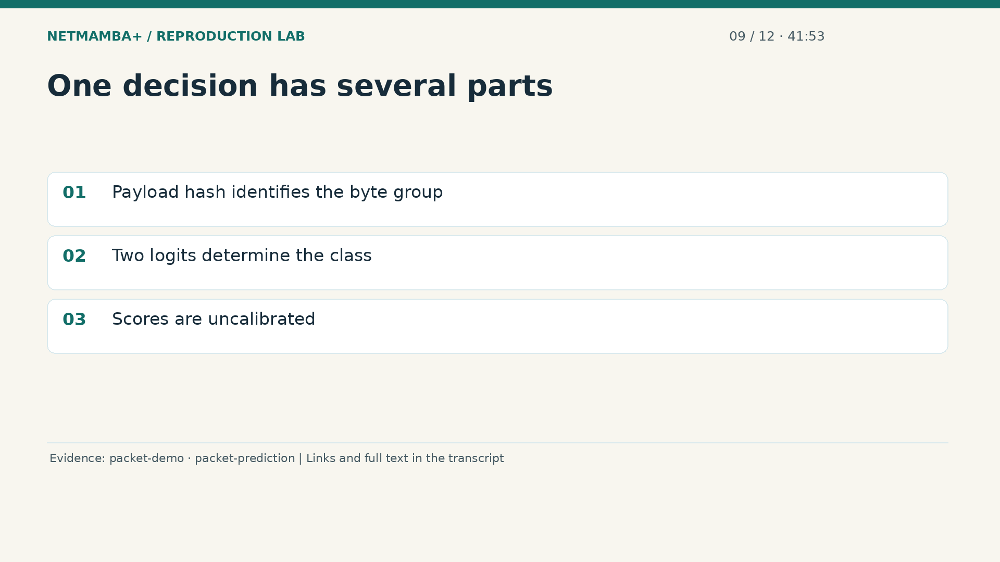 NETMAMBA+ / REPRODUCTION LAB
09 / 12 · 41:53
One decision has several parts
01 Payload hash identifies the byte group
02 Two logits determine the class
03 Scores are uncalibrated
Evidence: packet-demo · packet-prediction | Links and full text in the transcript